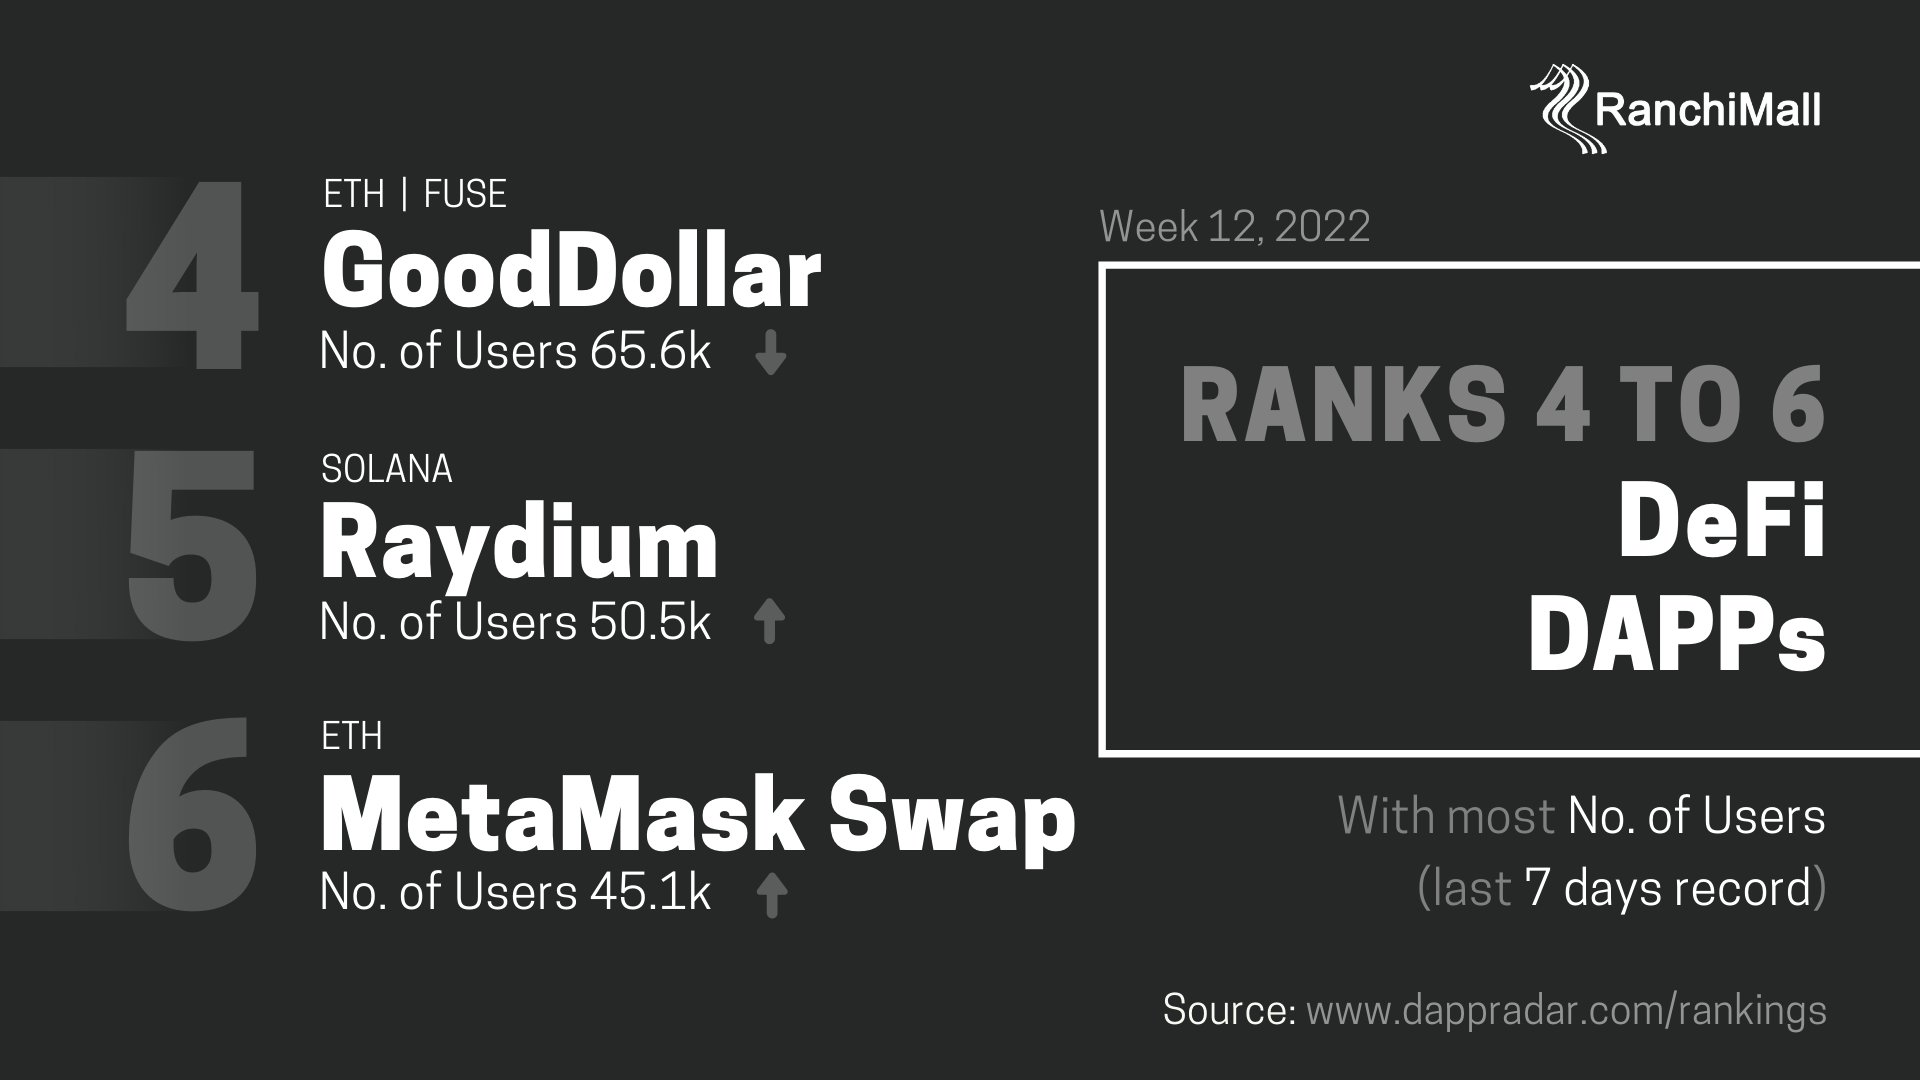 RanchiMall
4
ETH | FUSE
GoodDollar
No. of Users 65.6k
5
SOLANA
Raydium
No. of Users 50.5k
6
ETH
MetaMask Swap
No. of Users 45.1k
Week 12, 2022
RANKS 4 TO 6
DeFi
DAPPs
With most No. of Users
(last 7 days record)
Source: www.dappradar.com/rankings